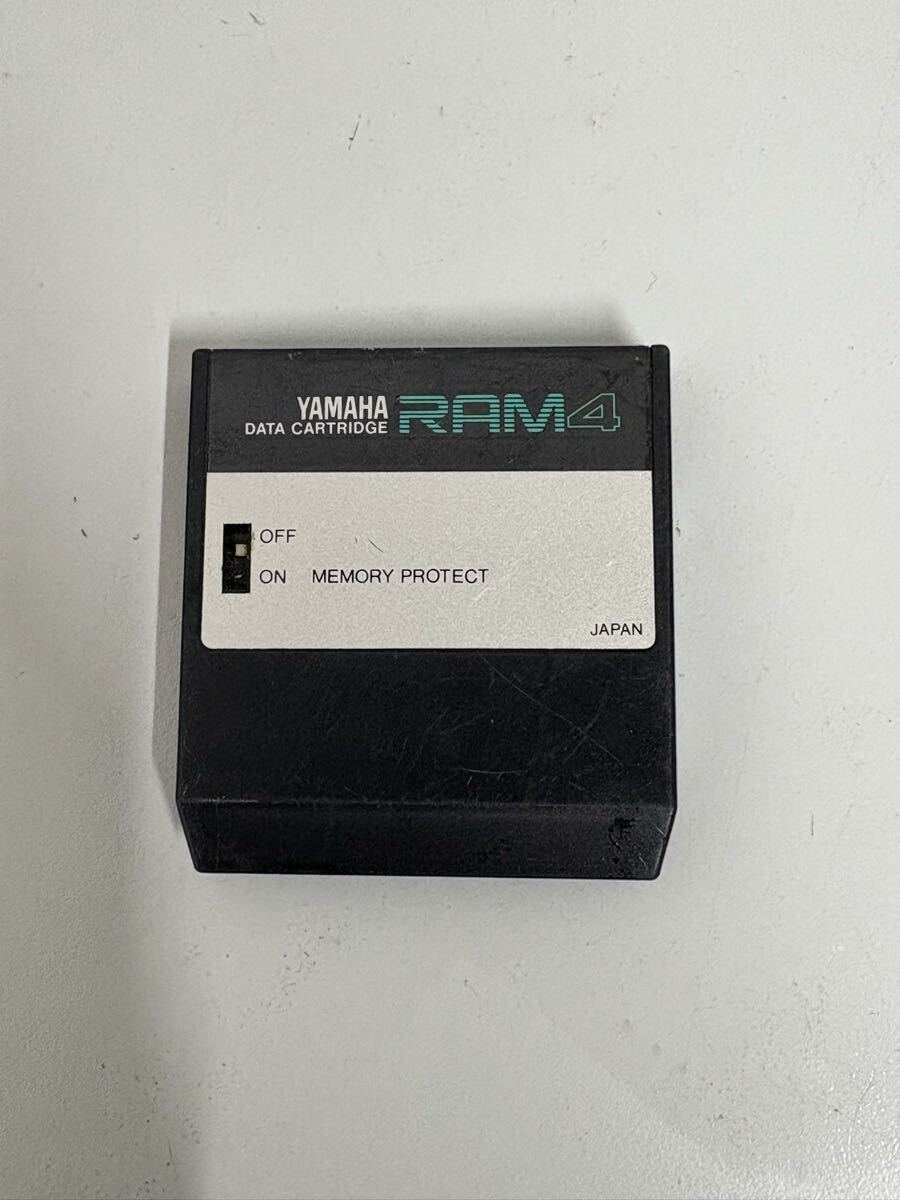 YAMAHA
DATA CARTRIDGE RAM4
OFF
ON MEMORY PROTECT
JAPAN